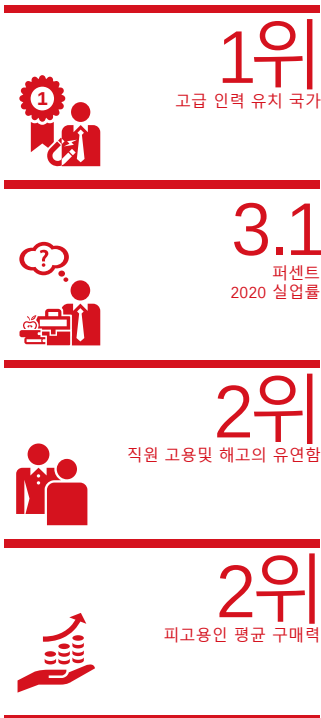 1위
1
고급 인력 유치 국가
3.1
?
퍼센트
2020 실업률
2위
직원 고용및 해고의 유연함
2위
피고용인 평균 구매력